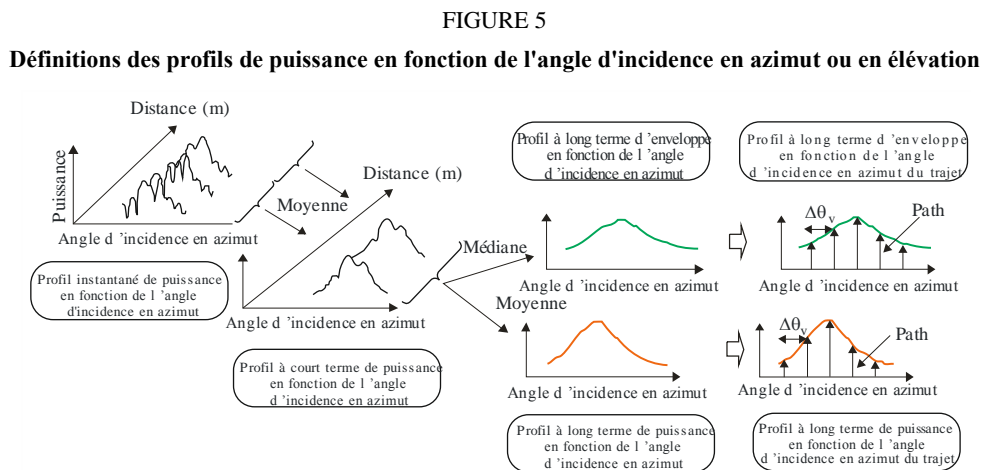 FIGURE 5
Définitions des profils de puissance en fonction de l'angle d'incidence en azimut ou en élévation
Distance (m)
Puissance
Angle d 'incidence en azimut
Profil instantané de puissance
en fonction de l 'angle
d'incidence en azimut
Moyenne
Distance (m)
Angle d 'incidence en azimut
Profil à court terme de puissance
en fonction de l 'angle
d 'incidence en azimut
Médiane
Moyenne
Profil à long terme d 'enveloppe
en fonction de l 'angle
d 'incidence en azimut
Angle d 'incidence en azimut
Profil à long terme d 'enveloppe
en fonction de l 'angle
d 'incidence en azimut du trajet
Δθv
Path
Angle d 'incidence en azimut
Angle d 'incidence en azimut
Profil à long terme de puissance
en fonction de l 'angle
d 'incidence en azimut
Δθv
Path
Angle d 'incidence en azimut
Profil à long terme de puissance
en fonction de l 'angle
d 'incidence en azimut du trajet